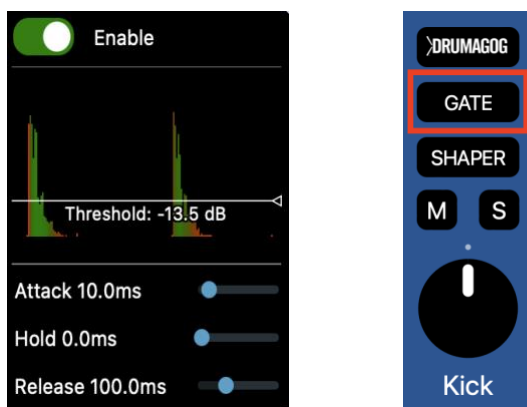 Enable
Threshold: -13.5 dB
Attack 10.0ms
Hold 0.0ms
Release 100.0ms
DRUMAGOG
GATE
SHAPER
M S
Kick